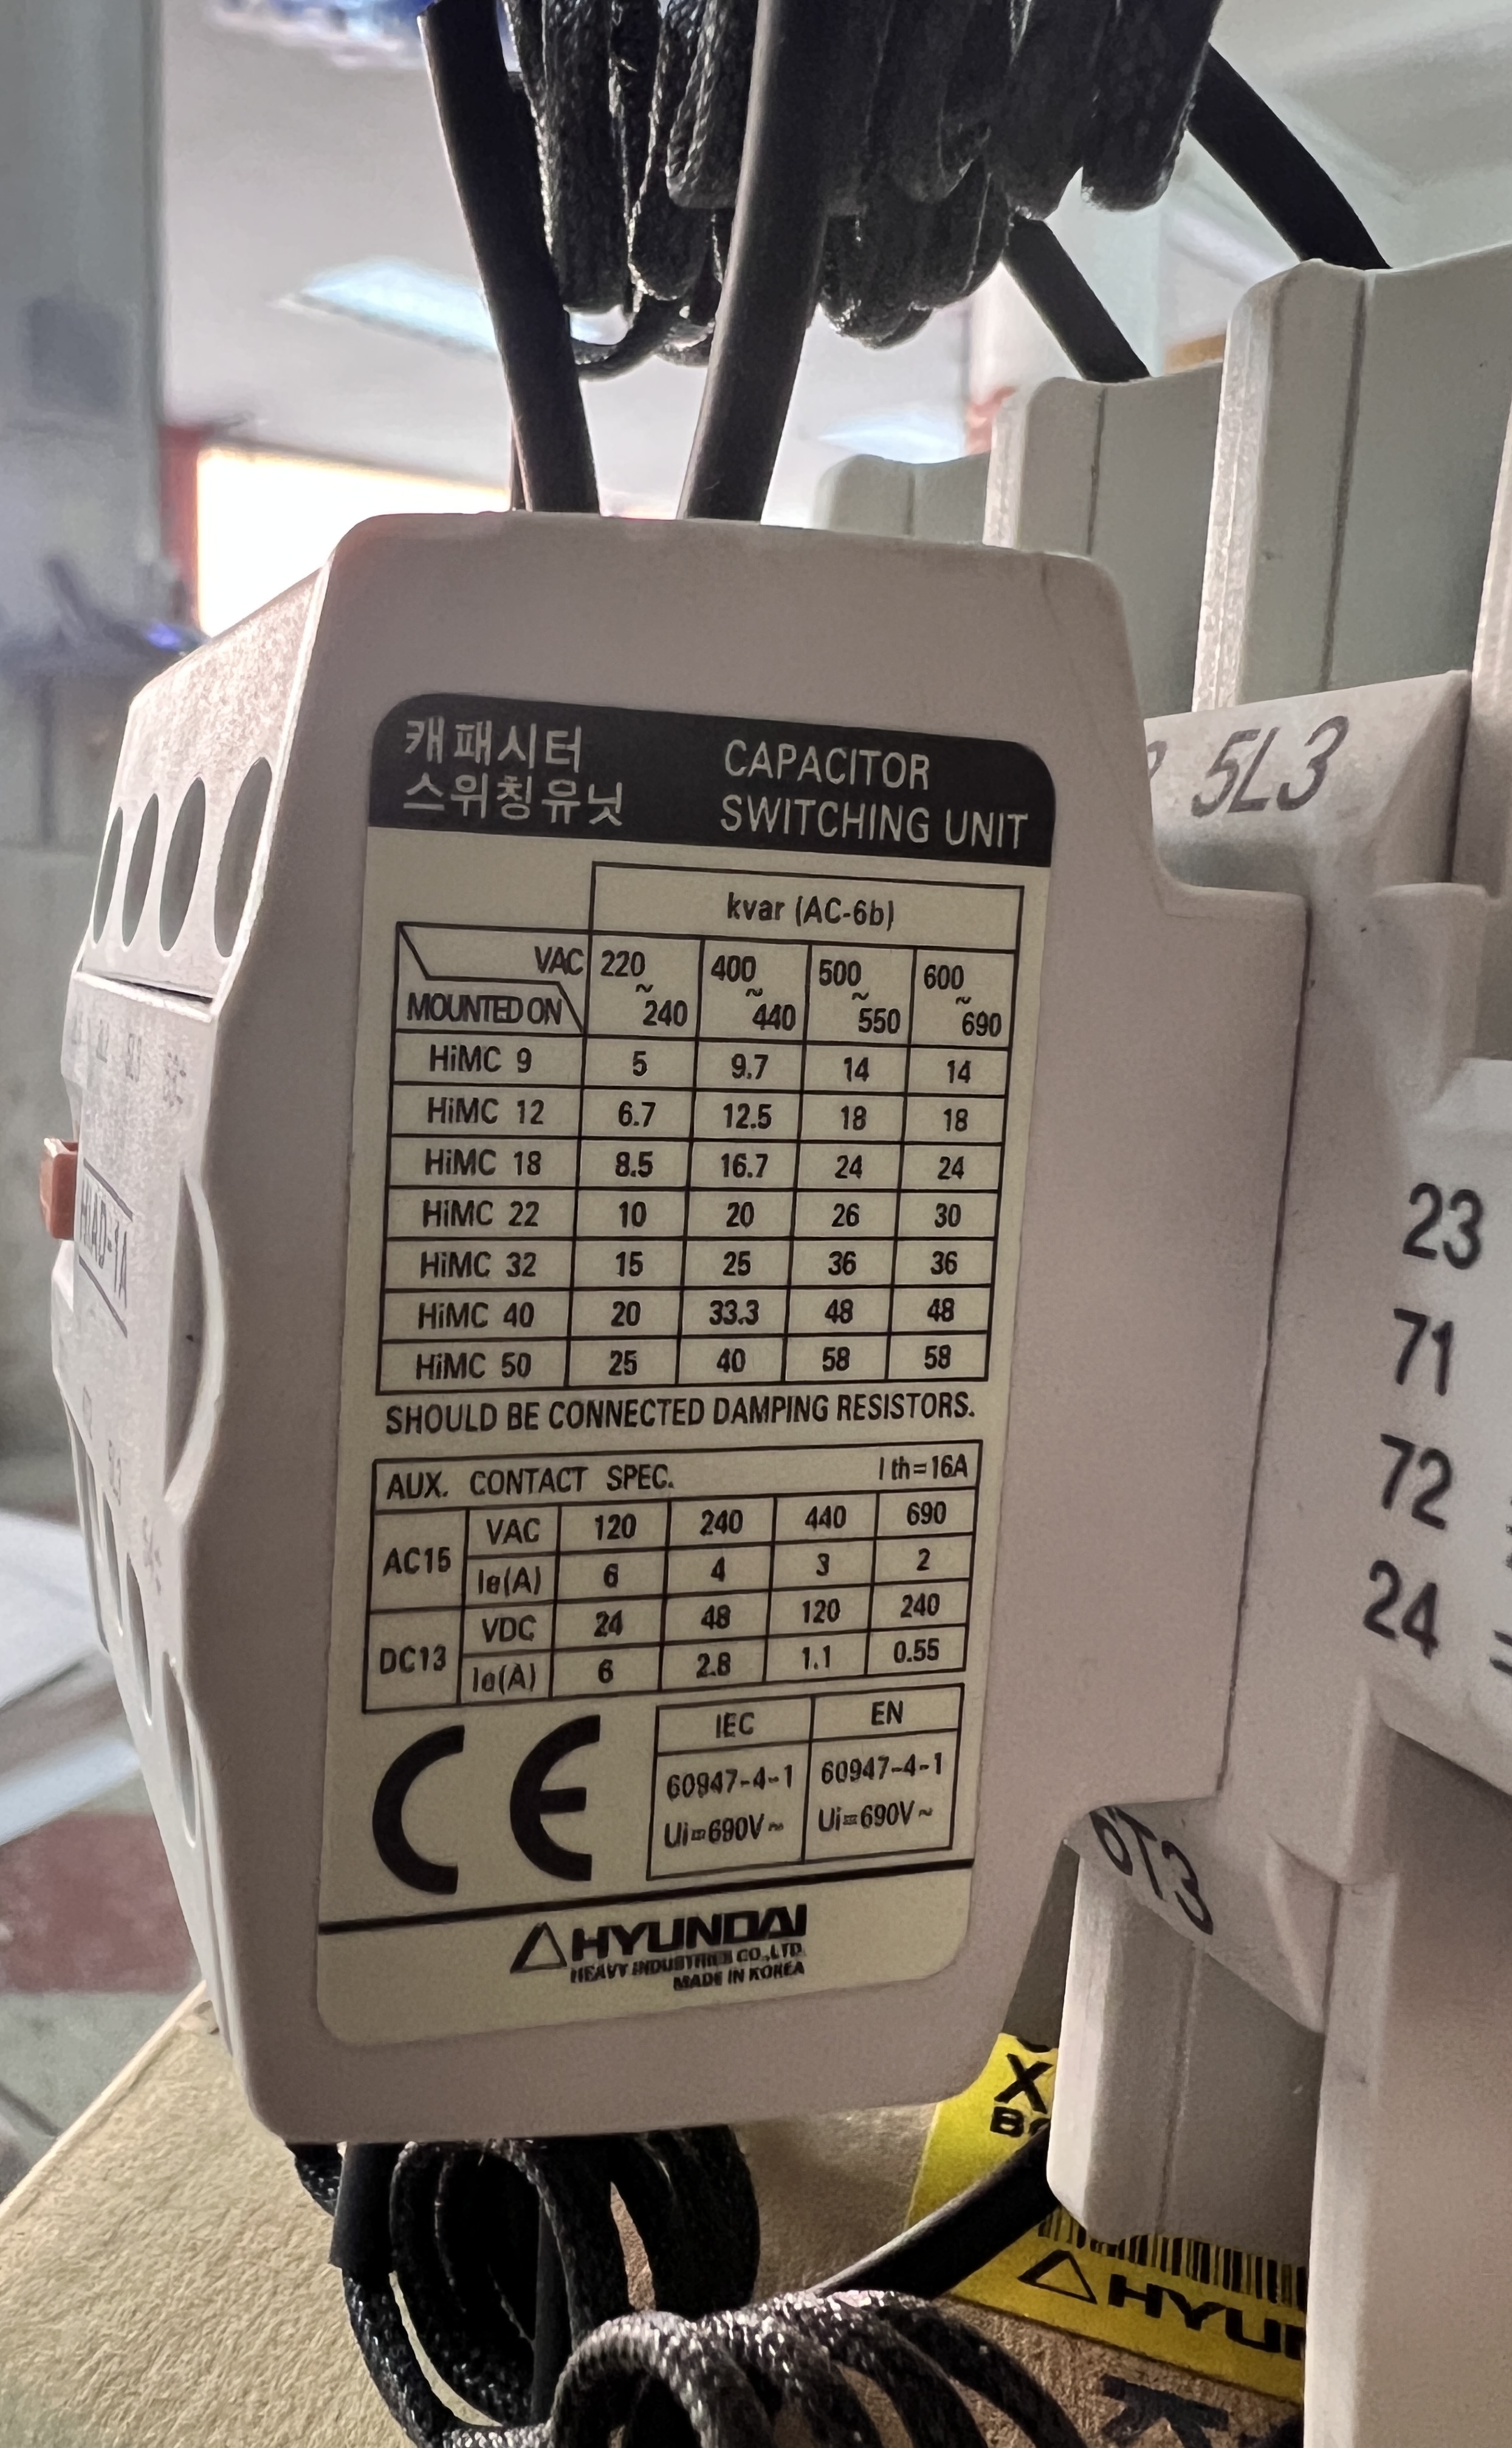 캐패시터
스위칭유닛
CAPACITOR
SWITCHING UNIT
kvar (AC-6b)
VAC 220~240 400~440 500~550 600~690
MOUNTED ON
HiMC 9 5 9.7 14 14
HiMC 12 6.7 12.5 18 18
HiMC 18 8.5 16.7 24 24
HiMC 22 10 20 26 30
HiMC 32 15 25 36 36
HiMC 40 20 33.3 48 48
HiMC 50 25 40 58 58
SHOULD BE CONNECTED DAMPING RESISTORS.
AUX. CONTACT SPEC. Ith=16A
AC15 VAC 120 240 440 690
Ie(A) 6 4 3 2
DC13 VDC 24 48 120 240
Ie(A) 6 2.8 1.1 0.55
CE
IEC EN
60947-4-1 60947-4-1
Ui=690V~ Ui=690V~
HYUNDAI
HEAVY INDUSTRIES CO.,LTD.
MADE IN KOREA
HiAD-1A
5L3
23
71
72
24
6T3